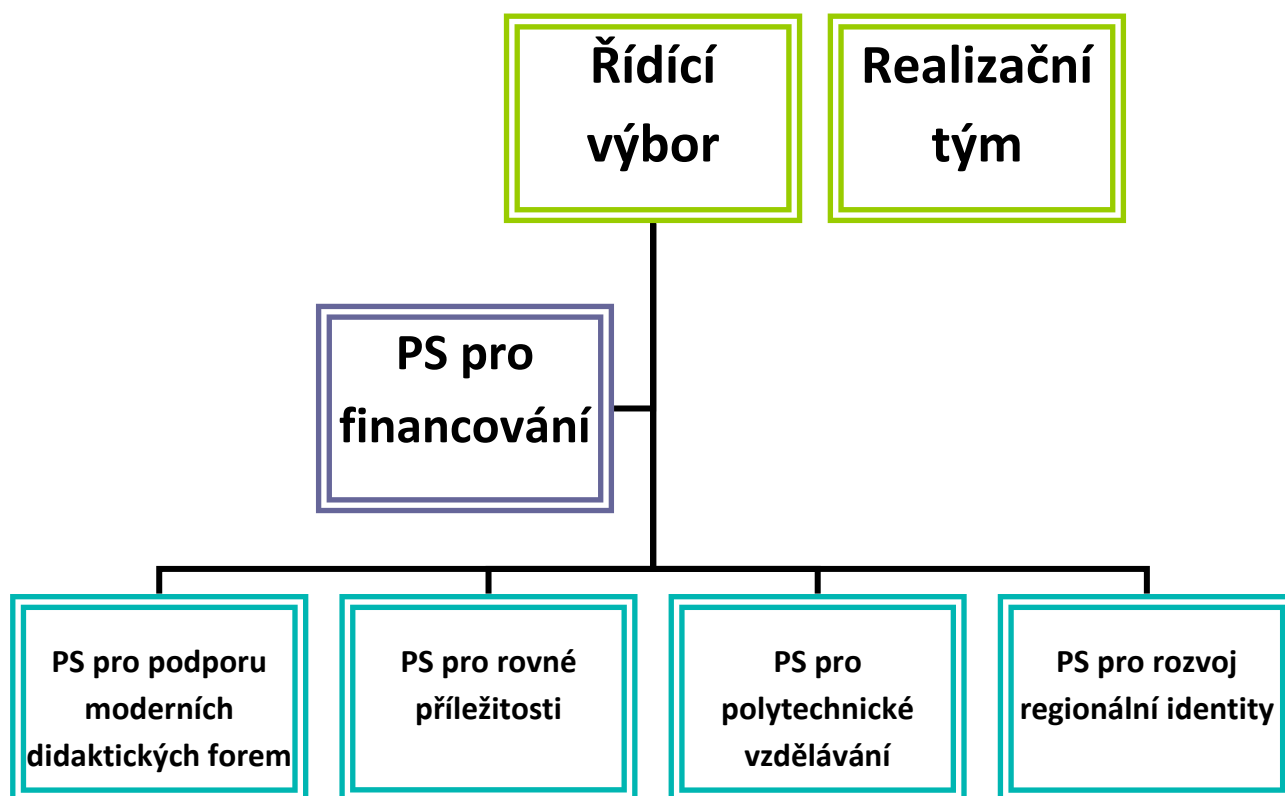 Řídící
výbor
Realizační
tým
PS pro
financování
PS pro podporu
moderních
didaktických forem
PS pro rovné
příležitosti
PS pro
polytechnické
vzdělávání
PS pro rozvoj
regionální identity